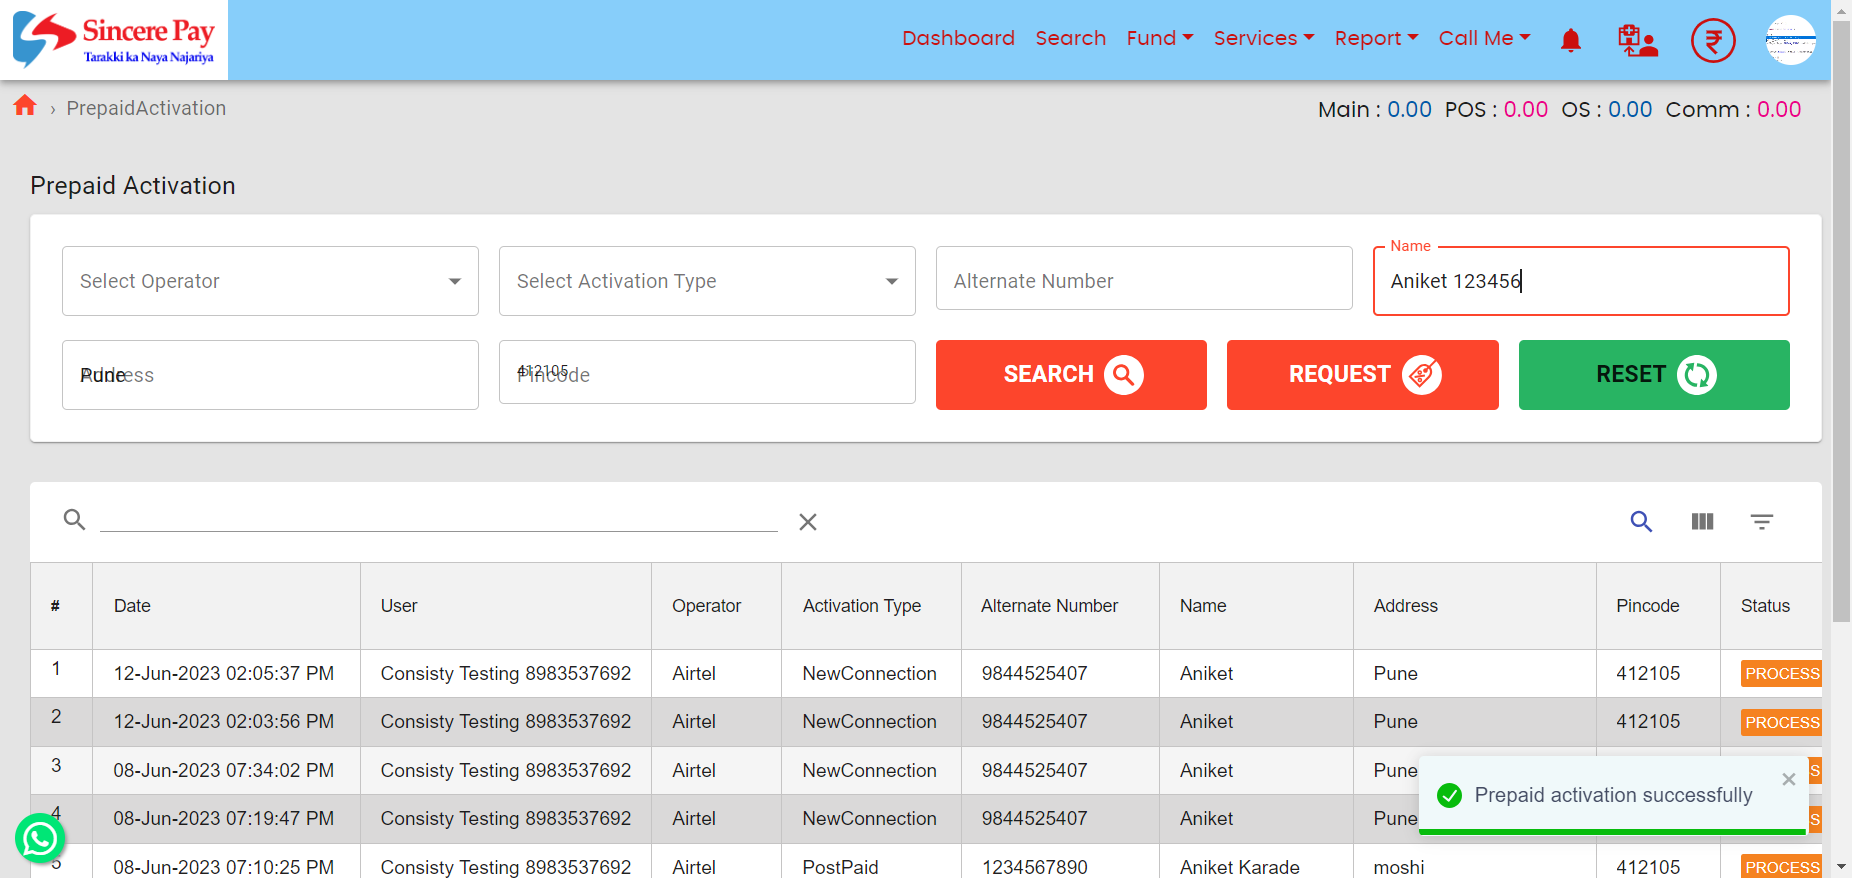 Sincere Pay
Tarakki ka Naya Najariya
Dashboard Search Fund Services Report Call Me
PrepaidActivation
Main : 0.00 POS : 0.00 OS : 0.00 Comm : 0.00
Prepaid Activation
Select Operator
Select Activation Type
Alternate Number
Name
Aniket 123456
Address
Pune
Pincode
412105
SEARCH
REQUEST
RESET
# Date User Operator Activation Type Alternate Number Name Address Pincode Status
1 12-Jun-2023 02:05:37 PM Consisty Testing 8983537692 Airtel NewConnection 9844525407 Aniket Pune 412105 PROCESS
2 12-Jun-2023 02:03:56 PM Consisty Testing 8983537692 Airtel NewConnection 9844525407 Aniket Pune 412105 PROCESS
3 08-Jun-2023 07:34:02 PM Consisty Testing 8983537692 Airtel NewConnection 9844525407 Aniket Pune S
4 08-Jun-2023 07:19:47 PM Consisty Testing 8983537692 Airtel NewConnection 9844525407 Aniket Pune S
5 08-Jun-2023 07:10:25 PM Consisty Testing 8983537692 Airtel PostPaid 1234567890 Aniket Karade moshi 412105 PROCESS
Prepaid activation successfully